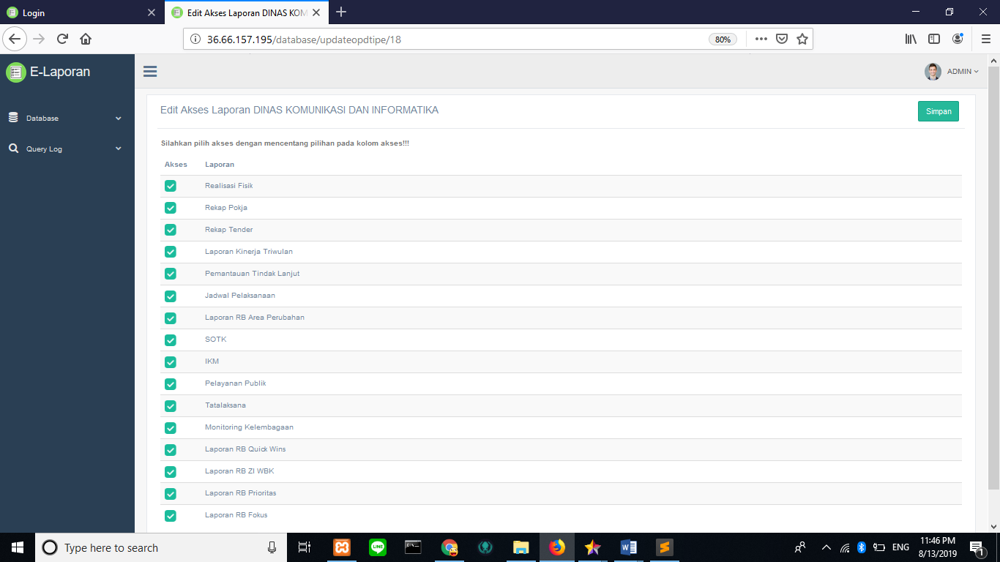 Login
Edit Akses Laporan DINAS KOM
36.66.157.195/database/updateopdtipe/18
80%
E-Laporan
ADMIN
Database
Query Log
Edit Akses Laporan DINAS KOMUNIKASI DAN INFORMATIKA
Simpan
Silahkan pilih akses dengan mencentang pilihan pada kolom akses!!!
Akses Laporan
Realisasi Fisik
Rekap Pokja
Rekap Tender
Laporan Kinerja Triwulan
Pemantauan Tindak Lanjut
Jadwal Pelaksanaan
Laporan RB Area Perubahan
SOTK
IKM
Pelayanan Publik
Tatalaksana
Monitoring Kelembagaan
Laporan RB Quick Wins
Laporan RB ZI WBK
Laporan RB Prioritas
Laporan RB Fokus
Type here to search
LINE
W
ENG
11:46 PM
8/13/2019
1